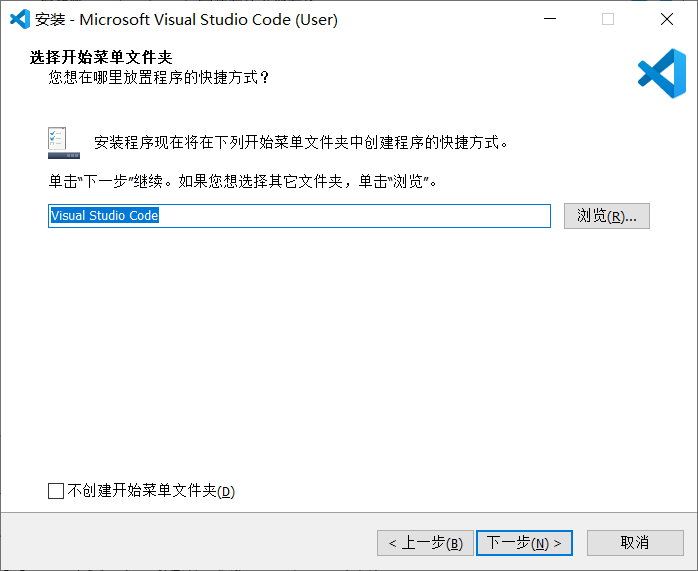 安装 - Microsoft Visual Studio Code (User)
选择开始菜单文件夹
您想在哪里放置程序的快捷方式？
安装程序现在将在下列开始菜单文件夹中创建程序的快捷方式。
单击“下一步”继续。如果您想选择其它文件夹，单击“浏览”。
Visual Studio Code
浏览(R)...
不创建开始菜单文件夹(D)
< 上一步(B)
下一步(N) >
取消